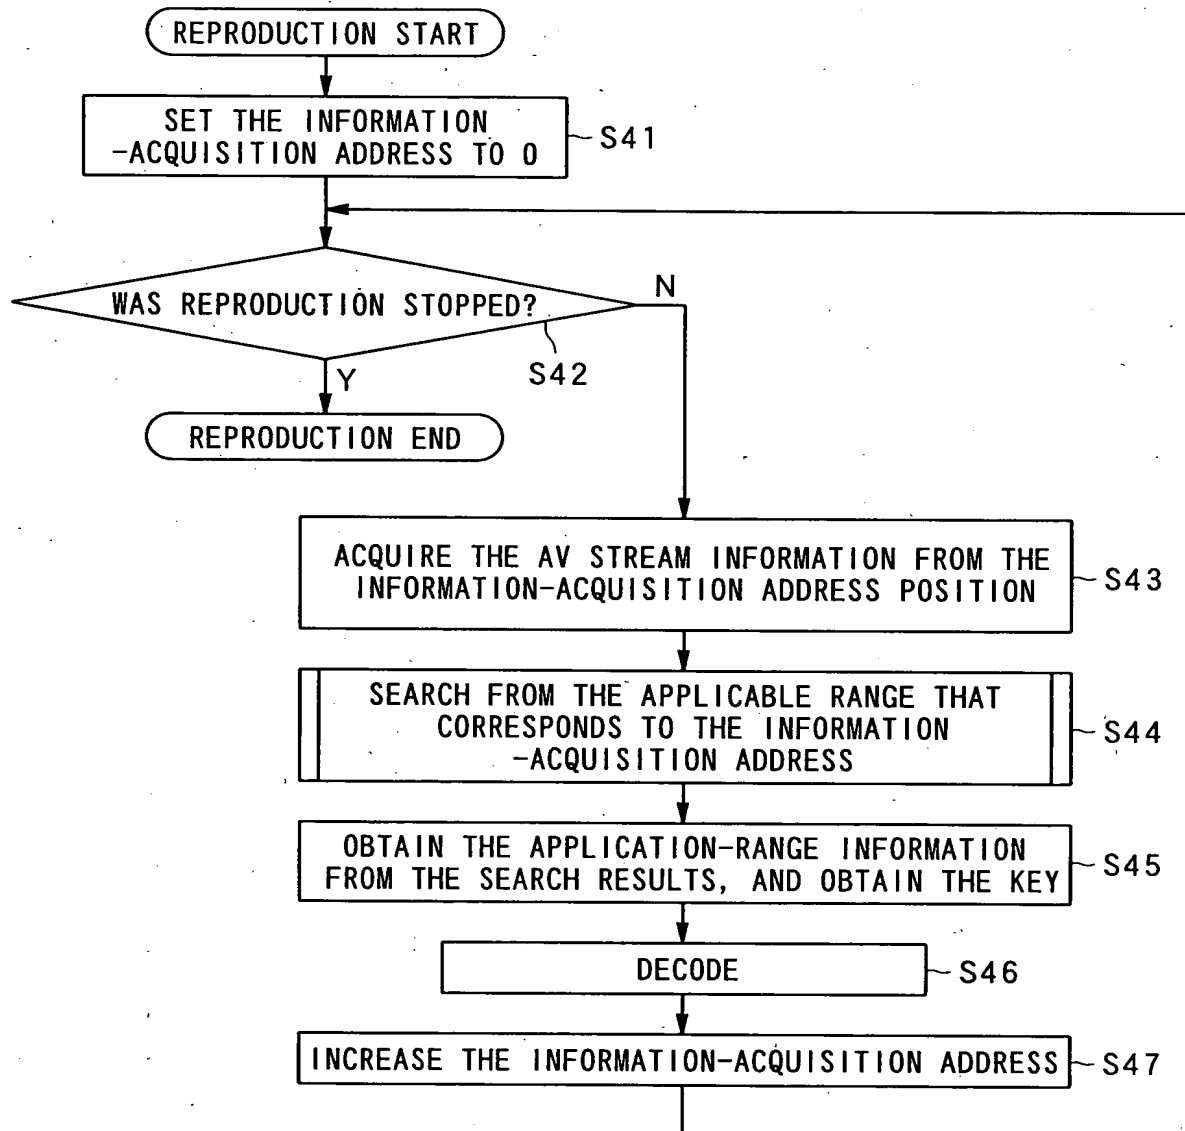 REPRODUCTION START
SET THE INFORMATION
-ACQUISITION ADDRESS TO 0
S41
WAS REPRODUCTION STOPPED?
N
S42
Y
REPRODUCTION END
ACQUIRE THE AV STREAM INFORMATION FROM THE
INFORMATION-ACQUISITION ADDRESS POSITION
S43
SEARCH FROM THE APPLICABLE RANGE THAT
CORRESPONDS TO THE INFORMATION
-ACQUISITION ADDRESS
S44
OBTAIN THE APPLICATION-RANGE INFORMATION
FROM THE SEARCH RESULTS, AND OBTAIN THE KEY
S45
DECODE
S46
INCREASE THE INFORMATION-ACQUISITION ADDRESS
S47